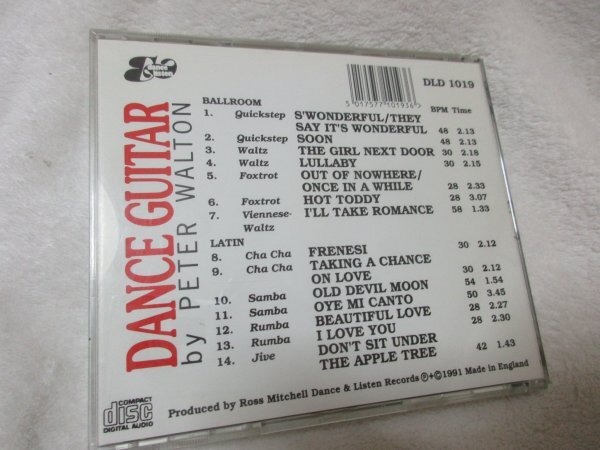 dance & listen
DLD 1019
5 017577 101936
DANCE GUITAR
by PETER WALTON
BALLROOM BPM Time
1. Quickstep S'WONDERFUL/THEY
SAY IT'S WONDERFUL 48 2.13
2. Quickstep SOON 48 2.13
3. Waltz THE GIRL NEXT DOOR 30 2.18
4. Waltz LULLABY 30 2.15
5. Foxtrot OUT OF NOWHERE/
ONCE IN A WHILE 28 2.33
6. Foxtrot HOT TODDY 28 3.07
7. Viennese- I'LL TAKE ROMANCE 58 1.33
Waltz
LATIN
8. Cha Cha FRENESI 30 2.12
9. Cha Cha TAKING A CHANCE
ON LOVE 30 2.12
10. Samba OLD DEVIL MOON 54 1.54
11. Samba OYE MI CANTO 50 3.45
12. Rumba BEAUTIFUL LOVE 28 2.27
13. Rumba I LOVE YOU 28 2.30
14. Jive DON'T SIT UNDER
THE APPLE TREE 42 1.43
COMPACT
disc
DIGITAL AUDIO
Produced by Ross Mitchell Dance & Listen Records ℗+©1991 Made in England